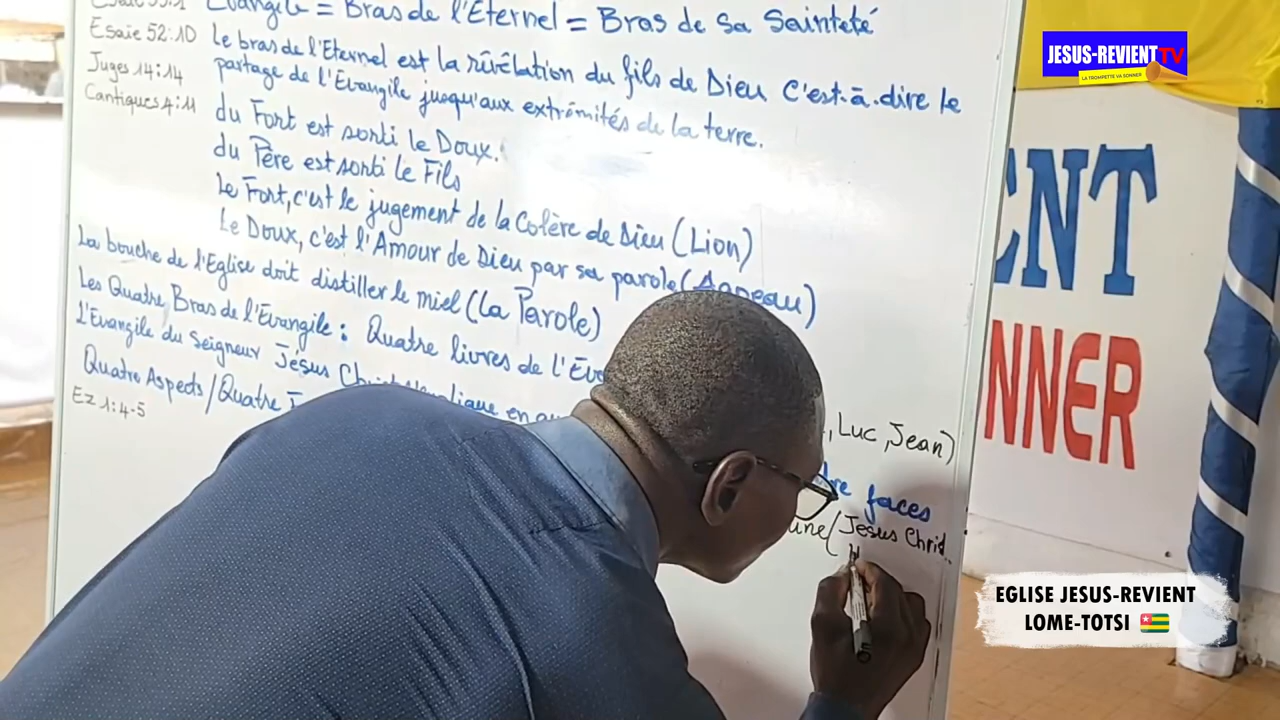 Evangile = Bras de l'Eternel = Bras de sa Sainteté
Esaie 52:10
Juges 14:14
Cantiques 4:11
Le bras de l'Eternel est la rêvêlation du fils de Dieu C'est-à-dire le
partage de l'Évangile jusqu'aux extrémités de la terre.
du Fort est sorti le Doux.
du Père est sorti le Fils
Le Fort, c'est le jugement de la Colère de Dieu (Lion)
Le Doux, c'est l'Amour de Dieu par sa parole (Agneau)
La bouche de l'Eglise doit distiller le miel (La Parole)
Les Quatre Bras de l'Evangile : Quatre livres de l'Ev
, Luc, Jean)
L'Evangile du Seigneur Jésus en
faces
Quatre Aspects/Quatre
(Jesus Christ
Ez 1:4-5
JESUS-REVIENT TV
LA TROMPETTE VA SONNER
ENT
NNER
EGLISE JESUS-REVIENT
LOME-TOTSI